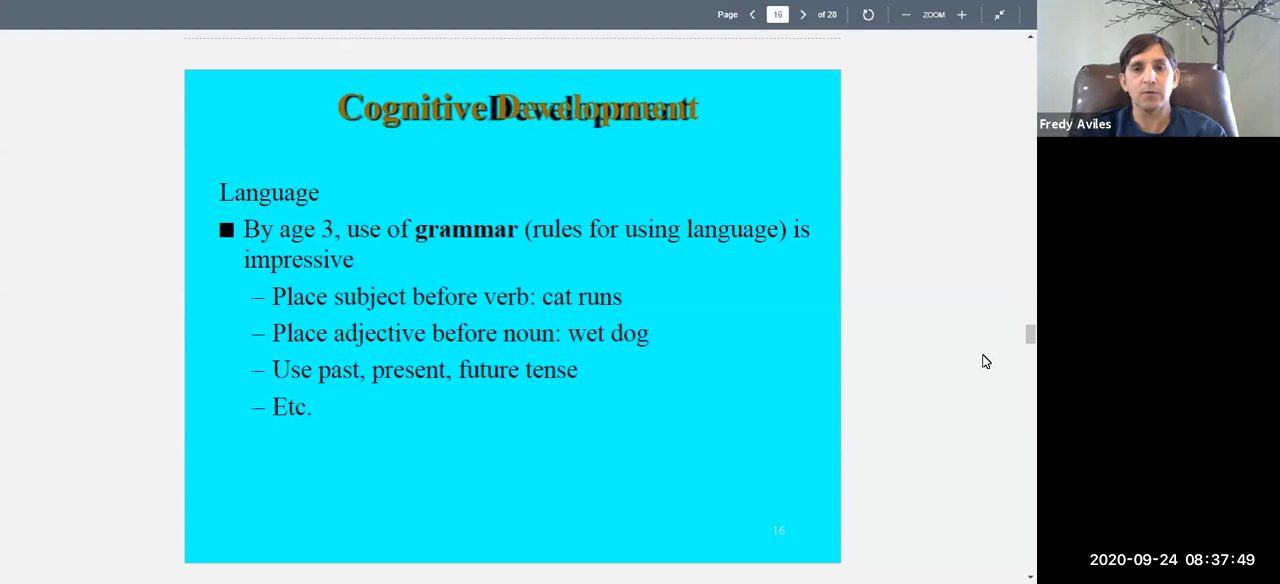 Page 16 of 28 ZOOM
Cognitive Development
Language
■ By age 3, use of grammar (rules for using language) is
impressive
– Place subject before verb: cat runs
– Place adjective before noun: wet dog
– Use past, present, future tense
– Etc.
16
Fredy Aviles
2020-09-24 08:37:49